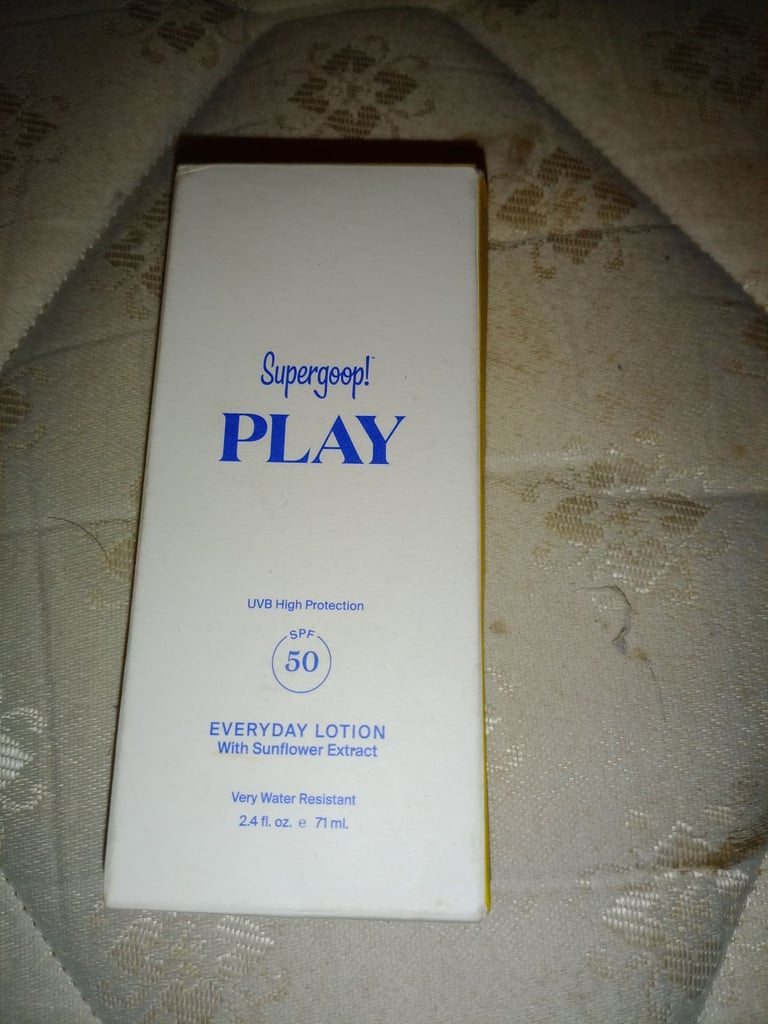 Supergoop!
PLAY
UVB High Protection
SPF
50
EVERYDAY LOTION
With Sunflower Extract
Very Water Resistant
2.4 fl. oz. e 71 ml.